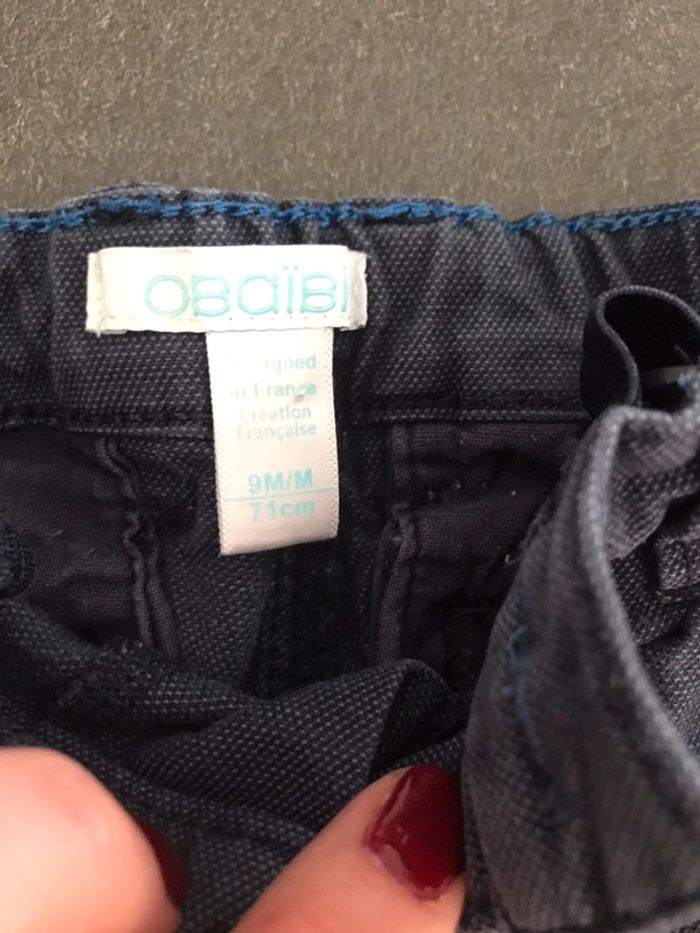 obaïbi
Designed
in France
Création
Française
9M/M
71cm